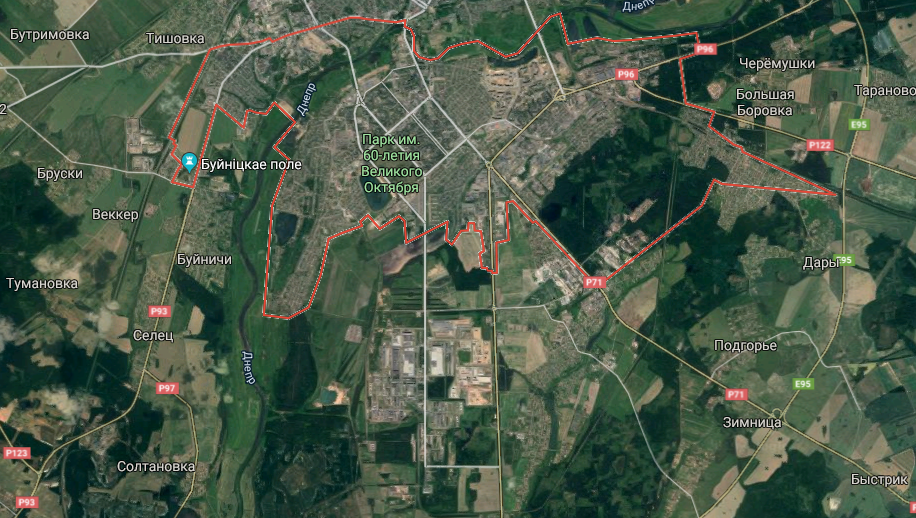 Днепр
Бутримовка
Тишовка
P96
Черёмушки
P96
Днепр
Большая
Боровка
Тараново
2
E95
Парк им.
60-летия
Великого
Октября
P122
Буйніцкае поле
Бруски
Веккер
Буйничи
Дары
E95
Тумановка
P71
P93
Селец
Подгорье
Днепр
P97
E95
P71
Зимница
P123
Солтановка
Быстрик
P93